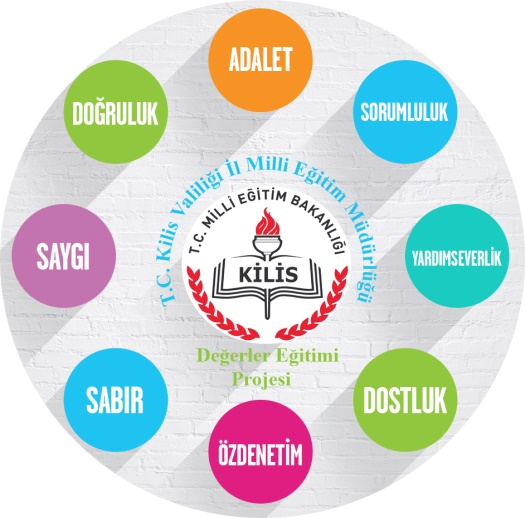 ADALET
DOĞRULUK
SORUMLULUK
T.C. Kilis Valiliği İl Milli Eğitim Müdürlüğü
T.C. MİLLİ EĞİTİM BAKANLIĞI
SAYGI
KİLİS
YARDIMSEVERLİK
Değerler Eğitimi
Projesi
SABIR
DOSTLUK
ÖZDENETİM